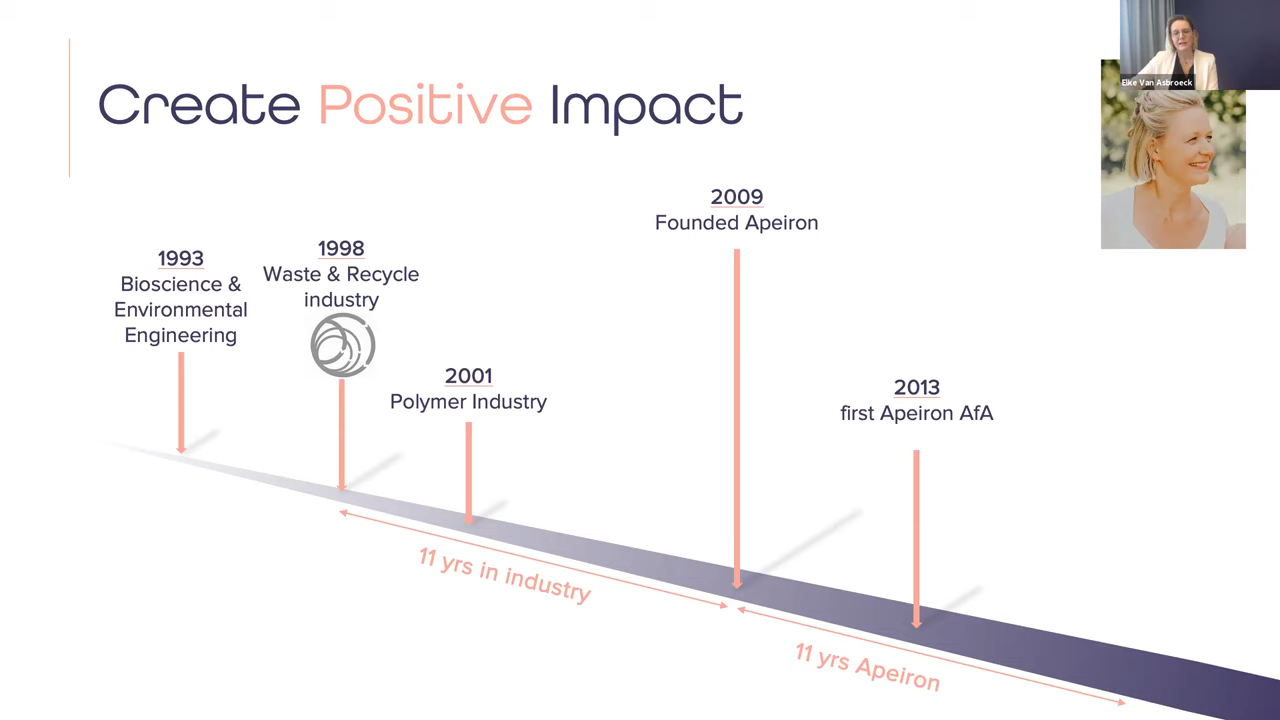 Create Positive Impact
Elke Van Asbroeck
1993
Bioscience &
Environmental
Engineering
1998
Waste & Recycle
industry
2001
Polymer Industry
2009
Founded Apeiron
2013
first Apeiron AfA
11 yrs in industry
11 yrs Apeiron